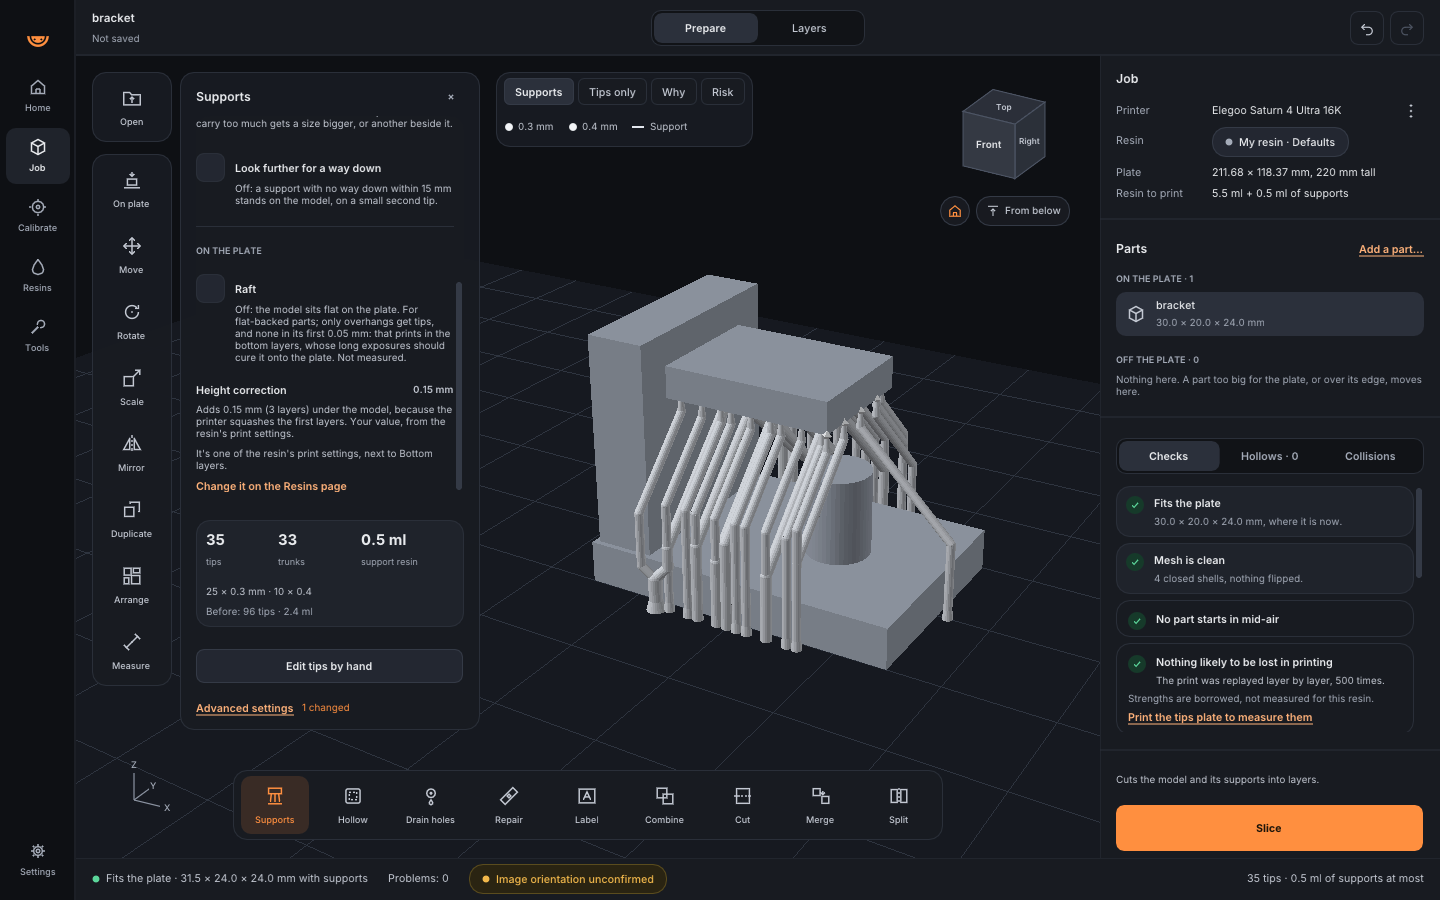 bracket
Not saved
Prepare
Layers
Home
Job
Calibrate
Resins
Tools
Settings
Open
On plate
Move
Rotate
Scale
Mirror
Duplicate
Arrange
Measure
Supports
×
carry too much gets a size bigger, or another beside it.
Look further for a way down
Off: a support with no way down within 15 mm
stands on the model, on a small second tip.
ON THE PLATE
Raft
Off: the model sits flat on the plate. For
flat-backed parts; only overhangs get tips,
and none in its first 0.05 mm: that prints in the
bottom layers, whose long exposures should
cure it onto the plate. Not measured.
Height correction
0.15 mm
Adds 0.15 mm (3 layers) under the model, because the
printer squashes the first layers. Your value, from the
resin's print settings.
It's one of the resin's print settings, next to Bottom
layers.
Change it on the Resins page
35
33
0.5 ml
tips
trunks
support resin
25 × 0.3 mm · 10 × 0.4
Before: 96 tips · 2.4 ml
Edit tips by hand
Advanced settings
1 changed
Supports
Tips only
Why
Risk
0.3 mm
0.4 mm
Support
Top
Front
Right
From below
Z
Y
X
Supports
Hollow
Drain holes
Repair
Label
Combine
Cut
Merge
Split
Job
Printer
Elegoo Saturn 4 Ultra 16K
Resin
My resin · Defaults
Plate
211.68 × 118.37 mm, 220 mm tall
Resin to print
5.5 ml + 0.5 ml of supports
Parts
Add a part...
ON THE PLATE · 1
bracket
30.0 × 20.0 × 24.0 mm
OFF THE PLATE · 0
Nothing here. A part too big for the plate, or over its edge, moves
here.
Checks
Hollows · 0
Collisions
Fits the plate
30.0 × 20.0 × 24.0 mm, where it is now.
Mesh is clean
4 closed shells, nothing flipped.
No part starts in mid-air
Nothing likely to be lost in printing
The print was replayed layer by layer, 500 times.
Strengths are borrowed, not measured for this resin.
Print the tips plate to measure them
Cuts the model and its supports into layers.
Slice
Fits the plate · 31.5 × 24.0 × 24.0 mm with supports
Problems: 0
Image orientation unconfirmed
35 tips · 0.5 ml of supports at most